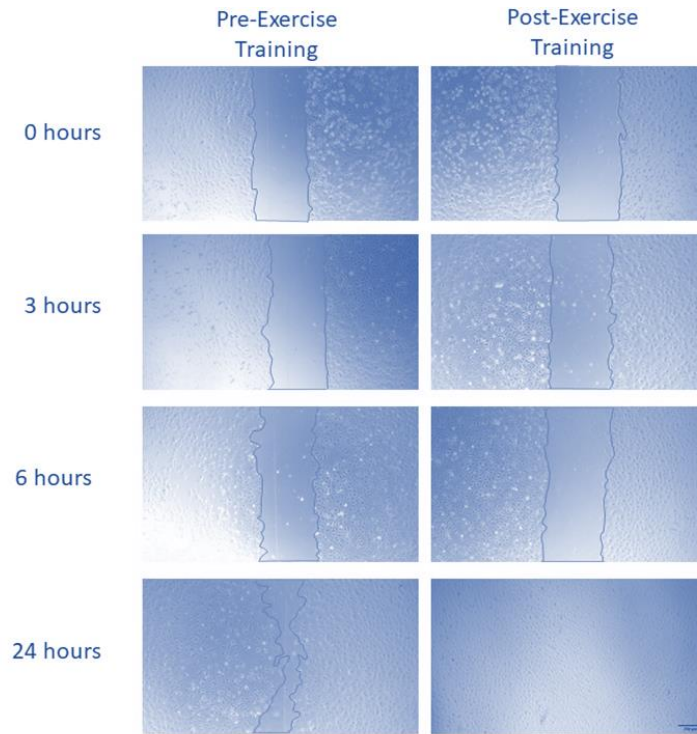 Pre-Exercise
Training
Post-Exercise
Training
0 hours
3 hours
6 hours
24 hours